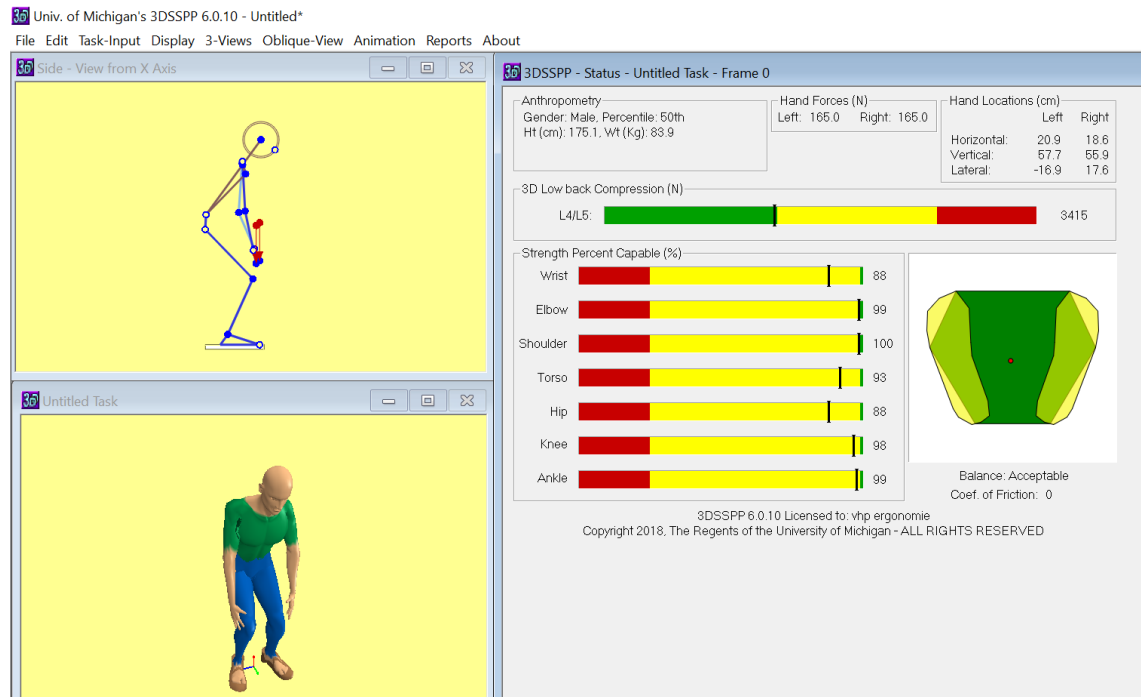 Univ. of Michigan's 3DSSPP 6.0.10 - Untitled*
File Edit Task-Input Display 3-Views Oblique-View Animation Reports About
Side - View from X Axis
Untitled Task
3DSSPP - Status - Untitled Task - Frame 0
Anthropometry
Gender: Male, Percentile: 50th
Ht (cm): 175.1, Wt (Kg): 83.9
Hand Forces (N)
Left: 165.0 Right: 165.0
Hand Locations (cm)
Left Right
Horizontal: 20.9 18.6
Vertical: 57.7 55.9
Lateral: -16.9 17.6
3D Low back Compression (N)
L4/L5: 3415
Strength Percent Capable (%)
Wrist 88
Elbow 99
Shoulder 100
Torso 93
Hip 88
Knee 98
Ankle 99
Balance: Acceptable
Coef. of Friction: 0
3DSSPP 6.0.10 Licensed to: vhp ergonomie
Copyright 2018, The Regents of the University of Michigan - ALL RIGHTS RESERVED